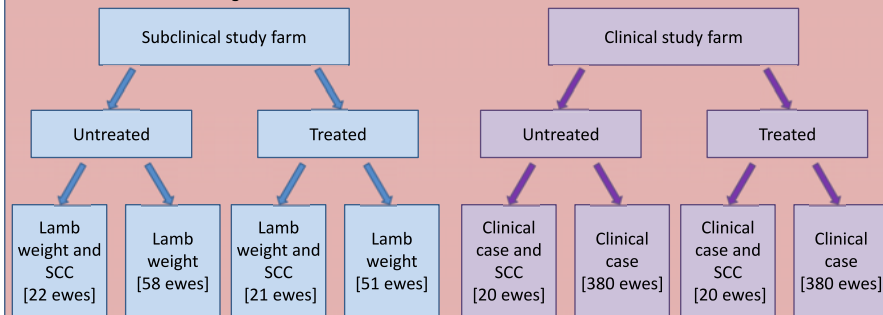 Subclinical study farm
Clinical study farm
Untreated
Treated
Untreated
Treated
Lamb
weight and
SCC
[22 ewes]
Lamb
weight
[58 ewes]
Lamb
weight and
SCC
[21 ewes]
Lamb
weight
[51 ewes]
Clinical
case and
SCC
[20 ewes]
Clinical
case
[380 ewes]
Clinical
case and
SCC
[20 ewes]
Clinical
case
[380 ewes]